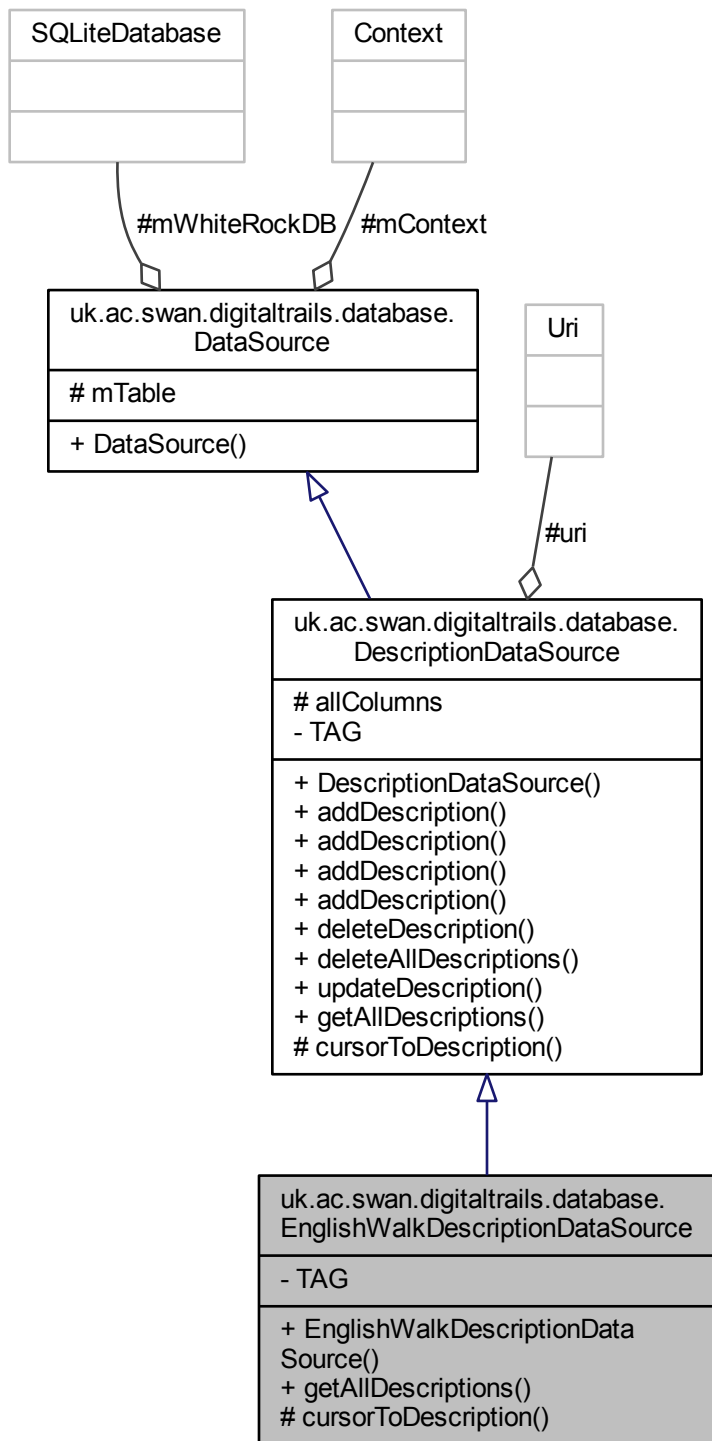 SQLiteDatabase
Context
#mWhiteRockDB
#mContext
uk.ac.swan.digitaltrails.database.
DataSource
# mTable
+ DataSource()
Uri
#uri
uk.ac.swan.digitaltrails.database.
DescriptionDataSource
# allColumns
- TAG
+ DescriptionDataSource()
+ addDescription()
+ addDescription()
+ addDescription()
+ addDescription()
+ deleteDescription()
+ deleteAllDescriptions()
+ updateDescription()
+ getAllDescriptions()
# cursorToDescription()
uk.ac.swan.digitaltrails.database.
EnglishWalkDescriptionDataSource
- TAG
+ EnglishWalkDescriptionData
Source()
+ getAllDescriptions()
# cursorToDescription()